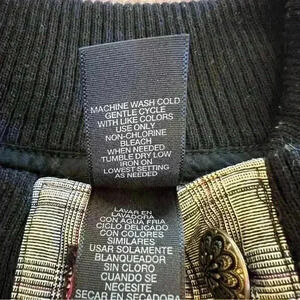 MACHINE WASH COLD
GENTLE CYCLE
WITH LIKE COLORS
USE ONLY
NON-CHLORINE
BLEACH
WHEN NEEDED
TUMBLE DRY LOW
IRON ON
LOWEST SETTING
AS NEEDED
LAVAR EN
LAVADORA
CON AGUA FRIA
CICLO DELICADO
CON COLORES
SIMILARES
USAR SOLAMENTE
BLANQUEADOR
SIN CLORO
CUANDO SE
NECESITE
SECAR EN SECADORA